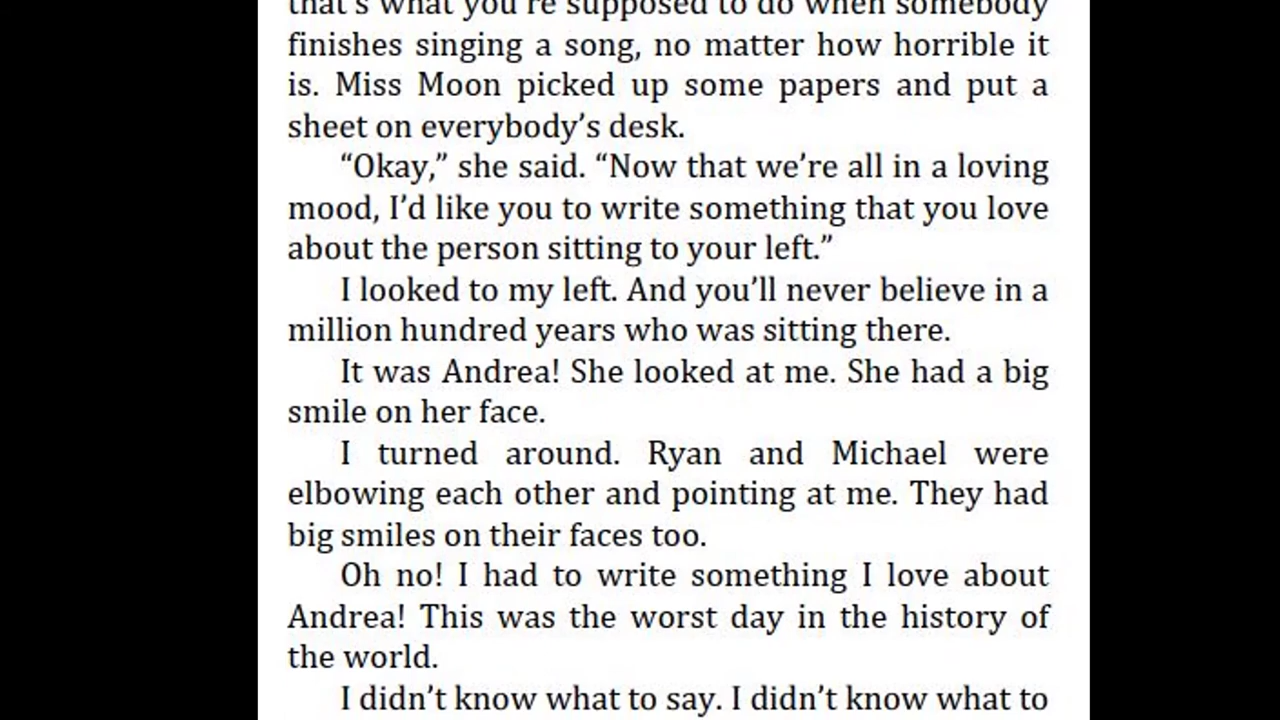 that's what you're supposed to do when somebody
finishes singing a song, no matter how horrible it
is. Miss Moon picked up some papers and put a
sheet on everybody's desk.
“Okay,” she said. “Now that we're all in a loving
mood, I'd like you to write something that you love
about the person sitting to your left.”
I looked to my left. And you'll never believe in a
million hundred years who was sitting there.
It was Andrea! She looked at me. She had a big
smile on her face.
I turned around. Ryan and Michael were
elbowing each other and pointing at me. They had
big smiles on their faces too.
Oh no! I had to write something I love about
Andrea! This was the worst day in the history of
the world.
I didn't know what to say. I didn't know what to